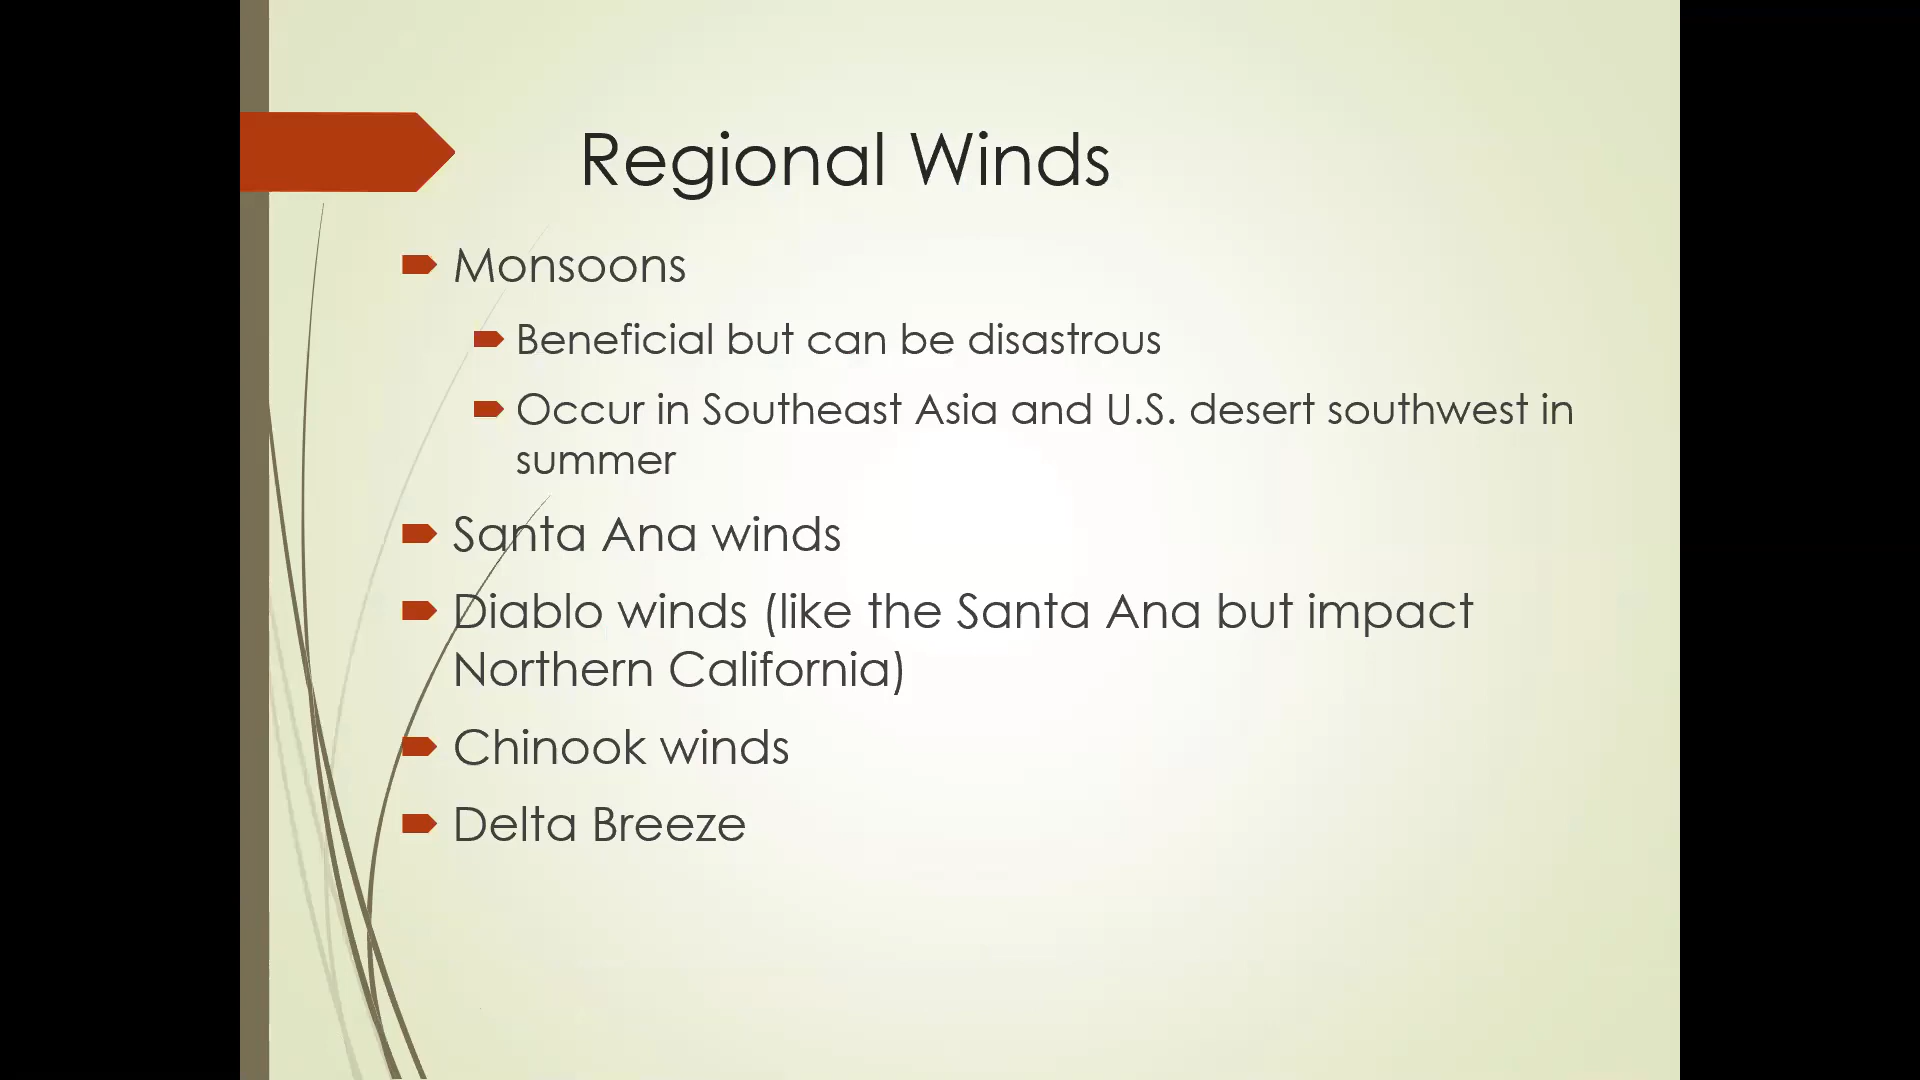 Regional Winds
Monsoons
Beneficial but can be disastrous
Occur in Southeast Asia and U.S. desert southwest in
summer
Santa Ana winds
Diablo winds (like the Santa Ana but impact
Northern California)
Chinook winds
Delta Breeze